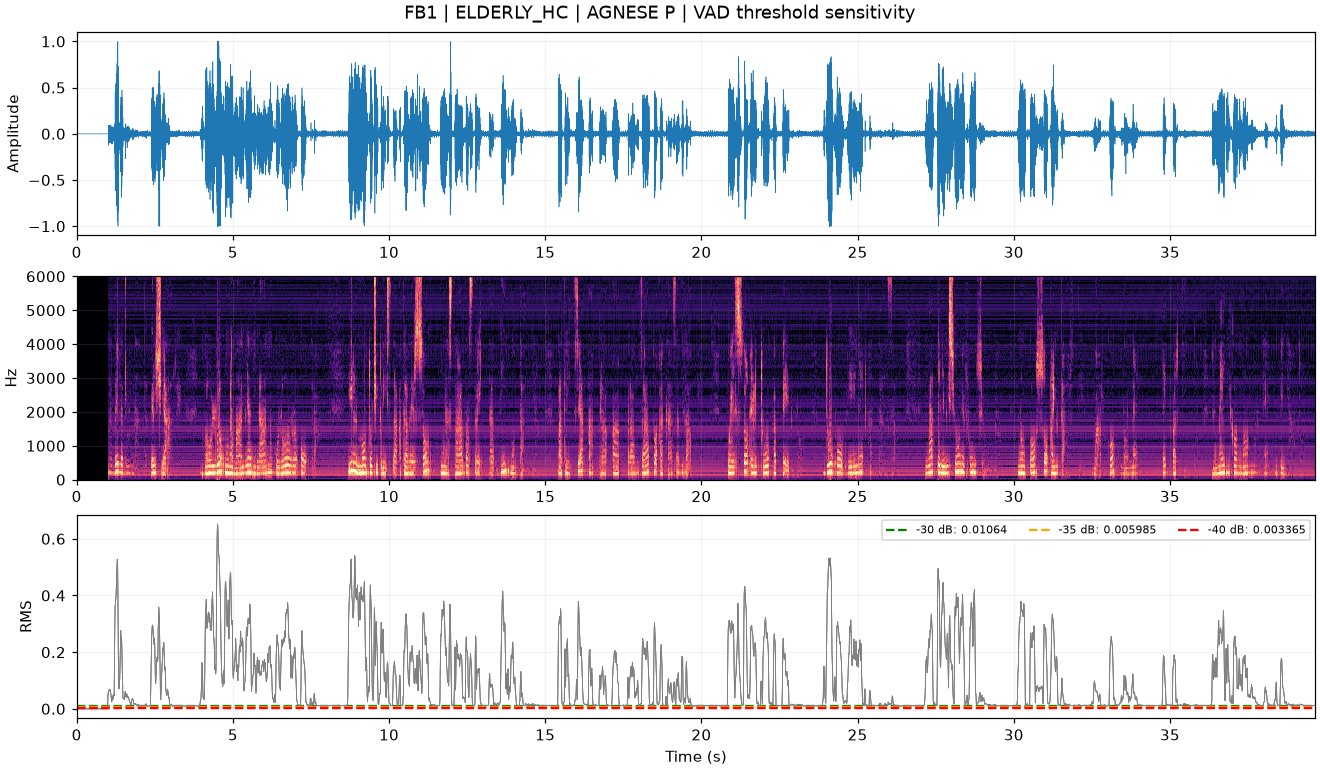 FB1 | ELDERLY_HC | AGNESE P | VAD threshold sensitivity
Amplitude
1.0
0.5
0.0
−0.5
−1.0
0 5 10 15 20 25 30 35
Hz
6000
5000
4000
3000
2000
1000
0
0 5 10 15 20 25 30 35
RMS
-30 dB: 0.01064 -35 dB: 0.005985 -40 dB: 0.003365
0.6
0.4
0.2
0.0
0 5 10 15 20 25 30 35
Time (s)